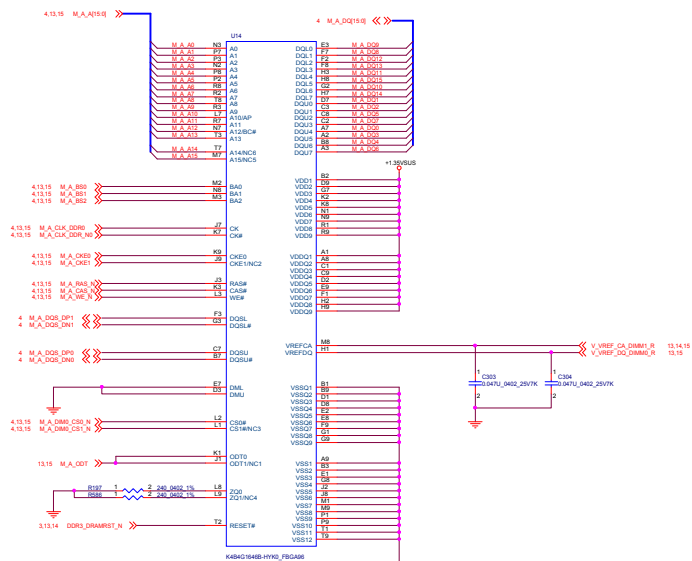 4,13,15 M_A_A[15:0]
4 M_A_DQ[15:0]
U14
M_A_A0 N3 A0
M_A_A1 P7 A1
M_A_A2 P3 A2
M_A_A3 N2 A3
M_A_A4 P8 A4
M_A_A5 P2 A5
M_A_A6 R8 A6
M_A_A7 R2 A7
M_A_A8 T8 A8
M_A_A9 R3 A9
M_A_A10 L7 A10/AP
M_A_A11 R7 A11
M_A_A12 N7 A12/BC#
M_A_A13 T3 A13
M_A_A14 T7 A14/NC6
M_A_A15 M7 A15/NC5
DQL0 E3 M_A_DQ9
DQL1 F7 M_A_DQ8
DQL2 F2 M_A_DQ12
DQL3 F8 M_A_DQ13
DQL4 H3 M_A_DQ11
DQL5 H8 M_A_DQ15
DQL6 G2 M_A_DQ10
DQL7 H7 M_A_DQ14
DQU0 D7 M_A_DQ1
DQU1 C3 M_A_DQ3
DQU2 C8 M_A_DQ5
DQU3 C2 M_A_DQ7
DQU4 A7 M_A_DQ0
DQU5 A2 M_A_DQ2
DQU6 B8 M_A_DQ4
DQU7 A3 M_A_DQ6
+1.35VSUS
4,13,15 M_A_BS0 M2 BA0
4,13,15 M_A_BS1 N8 BA1
4,13,15 M_A_BS2 M3 BA2
VDD1 B2
VDD2 D9
VDD3 G7
VDD4 K2
VDD5 K8
VDD6 N1
VDD7 N9
VDD8 R1
VDD9 R9
4,13,15 M_A_CLK_DDR0 J7 CK
4,13,15 M_A_CLK_DDR_N0 K7 CK#
4,13,15 M_A_CKE0 K9 CKE0
4,13,15 M_A_CKE1 J9 CKE1/NC2
VDDQ1 A1
VDDQ2 A8
VDDQ3 C1
VDDQ4 C9
VDDQ5 D2
VDDQ6 E9
VDDQ7 F1
VDDQ8 H2
VDDQ9 H9
4,13,15 M_A_RAS_N J3 RAS#
4,13,15 M_A_CAS_N K3 CAS#
4,13,15 M_A_WE_N L3 WE#
4 M_A_DQS_DP1 F3 DQSL
4 M_A_DQS_DN1 G3 DQSL#
4 M_A_DQS_DP0 C7 DQSU
4 M_A_DQS_DN0 B7 DQSU#
VREFCA M8 V_VREF_CA_DIMM1_R 13,14,15
VREFDQ H1 V_VREF_DQ_DIMM0_R 13,15
1
C303
0.047U_0402_25V7K
2
1
C304
0.047U_0402_25V7K
2
E7 DML
D3 DMU
VSSQ1 B1
VSSQ2 B9
VSSQ3 D1
VSSQ4 D8
VSSQ5 E2
VSSQ6 E8
VSSQ7 F9
VSSQ8 G1
VSSQ9 G9
4,13,15 M_A_DIM0_CS0_N L2 CS0#
4,13,15 M_A_DIM0_CS1_N L1 CS1#/NC3
13,15 M_A_ODT K1 ODT0
J1 ODT1/NC1
R197 1 2 240_0402_1% L8 ZQ0
R586 1 2 240_0402_1% L9 ZQ1/NC4
3,13,14 DDR3_DRAMRST_N T2 RESET#
VSS1 A9
VSS2 B3
VSS3 E1
VSS4 G8
VSS5 J2
VSS6 J8
VSS7 M1
VSS8 M9
VSS9 P1
VSS10 P9
VSS11 T1
VSS12 T9
K4B4G1646B-HYK0_FBGA96